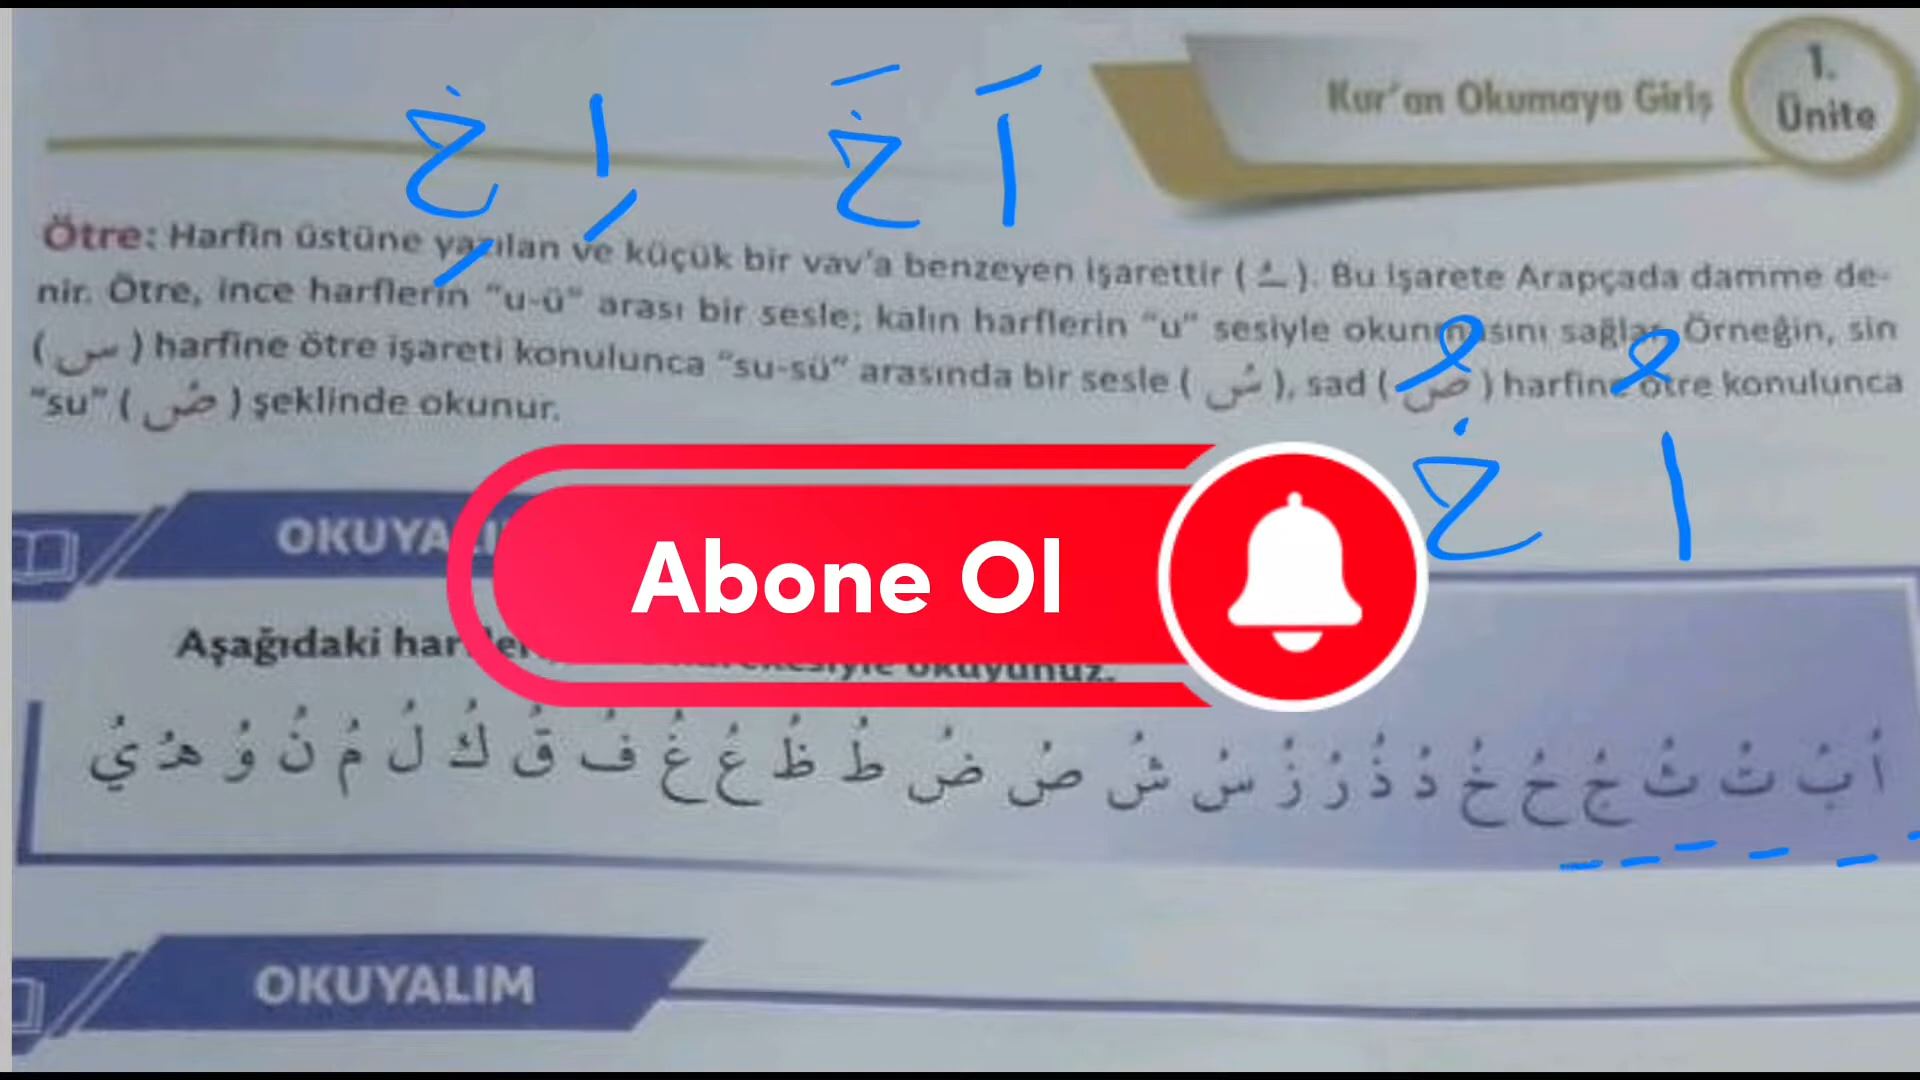 Kur'an Okumaya Giriş
1.
Ünite
اَ خَ
اِ خِ
Ötre: Harfin üstüne yazılan ve küçük bir vav'a benzeyen işarettir ( ـُ ). Bu işarete Arapçada damme de-
nir. Ötre, ince harflerin "u-ü" arası bir sesle; kalın harflerin "u" sesiyle okunmasını sağlar. Örneğin, sin
( س ) harfine ötre işareti konulunca "su-sü" arasında bir sesle ( سُ ), sad ( ص ) harfine ötre konulunca
"su" ( صُ ) şeklinde okunur.
اُ خُ
OKUYALI
Abone Ol
Aşağıdaki okuyunuz.
اُ بُ تُ ثُ جُ حُ خُ دُ ذُ رُ زُ سُ شُ صُ ضُ طُ ظُ عُ غُ فُ قُ كُ لُ مُ نُ وُ هُ يُ
OKUYALIM